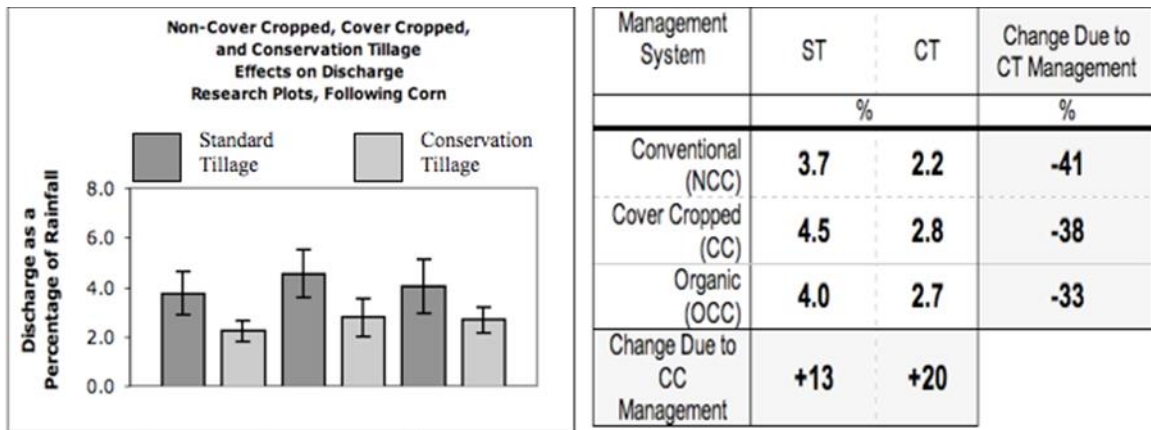 Non-Cover Cropped, Cover Cropped,
and Conservation Tillage
Effects on Discharge
Research Plots, Following Corn
Standard
Tillage
Conservation
Tillage
Discharge as a
Percentage of Rainfall
8.0
6.0
4.0
2.0
0.0
Management
System
ST
CT
Change Due to
CT Management
%
%
Conventional
(NCC)
3.7
2.2
-41
Cover Cropped
(CC)
4.5
2.8
-38
Organic
(OCC)
4.0
2.7
-33
Change Due to
CC
Management
+13
+20